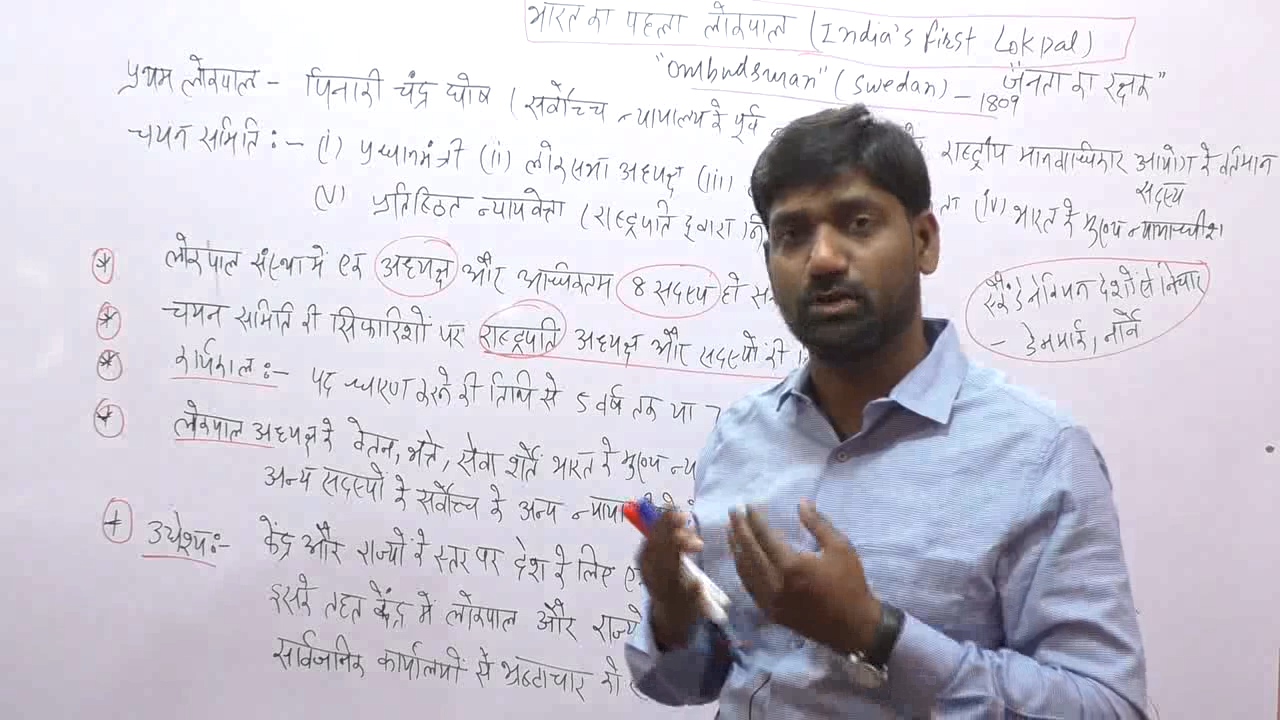 भारत का पहला लोकपाल (India's first Lokpal)
"ombudsman" (Swedan) – 1809 "जनता का रक्षक"
प्रथम लोकपाल – पिनाकी चंद्र घोष (सर्वोच्च न्यायालय के पूर्व राष्ट्रीय मानवाधिकार आयोग के वर्तमान
सदस्य
चयन समिति :– (i) प्रधानमंत्री (ii) लोकसभा अध्यक्ष (iii) (iv) भारत के मुख्य न्यायाधीश
(v) प्रतिष्ठित न्यायवेत्ता (राष्ट्रपति द्वारा
* लोकपाल संस्था में एक अध्यक्ष और अधिकतम 8 सदस्य हो
स्कैंडेनेवियन देशों से विचार
– डेनमार्क, नॉर्वे
* चयन समिति की सिफारिशों पर राष्ट्रपति अध्यक्ष और सदस्यों की
* कार्यकाल :– पद धारण करने की तिथि से 5 वर्ष तक या 7
* लोकपाल अध्यक्ष के वेतन, भत्ते, सेवा शर्तें भारत के मुख्य
अन्य सदस्यों के सर्वोच्च के अन्य
* उद्येश्य :– केंद्र और राज्यों के स्तर पर देश के लिए
इसके तहत केंद्र में लोकपाल और राज्यों
सार्वजनिक कार्यालयों से भ्रष्टाचार को